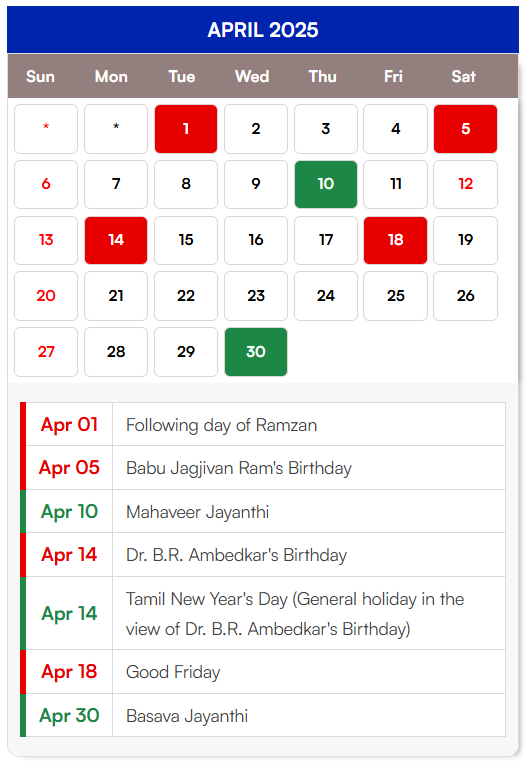 APRIL 2025
Sun Mon Tue Wed Thu Fri Sat
* * 1 2 3 4 5
6 7 8 9 10 11 12
13 14 15 16 17 18 19
20 21 22 23 24 25 26
27 28 29 30
Apr 01 Following day of Ramzan
Apr 05 Babu Jagjivan Ram's Birthday
Apr 10 Mahaveer Jayanthi
Apr 14 Dr. B.R. Ambedkar's Birthday
Apr 14 Tamil New Year's Day (General holiday in the
view of Dr. B.R. Ambedkar's Birthday)
Apr 18 Good Friday
Apr 30 Basava Jayanthi